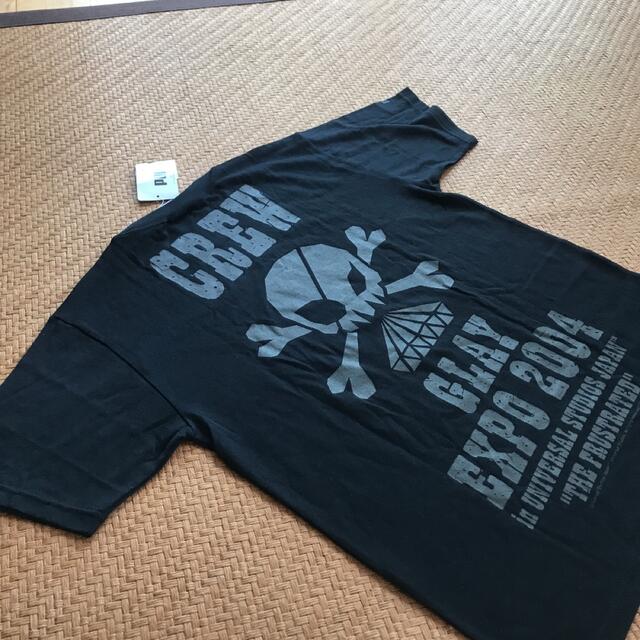 CREW
GLAY
EXPO 2004
in UNIVERSAL STUDIOS JAPAN
"THE FRUSTRATED"